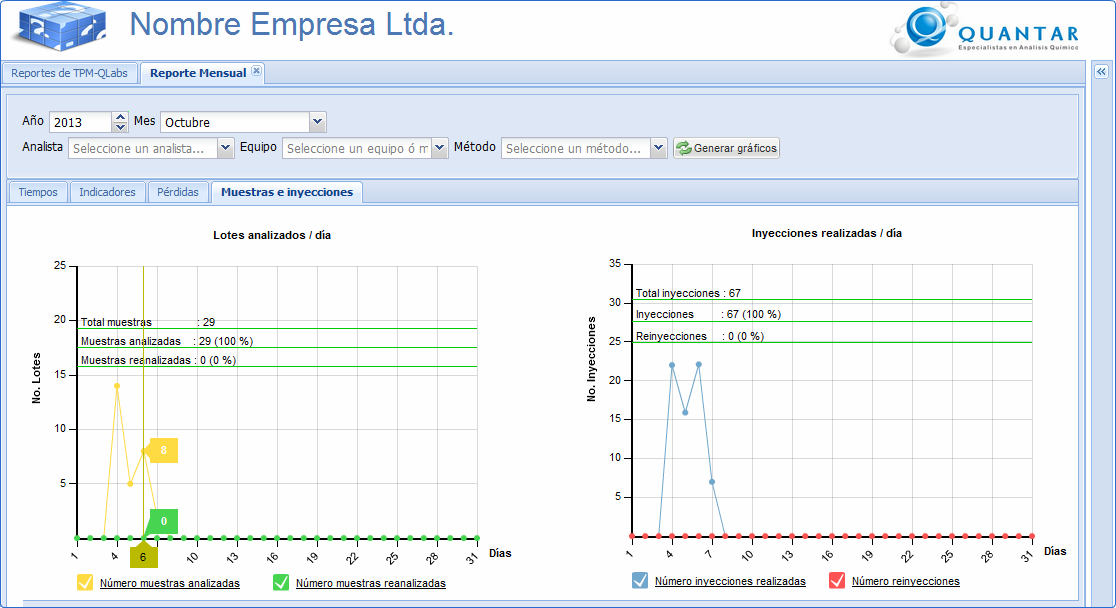 Nombre Empresa Ltda.
QUANTAR
Especialistas en Análisis Químico
Reportes de TPM-QLabs
Reporte Mensual
Año 2013 Mes Octubre
Analista Seleccione un analista... Equipo Seleccione un equipo ó m Método Seleccione un método... Generar gráficos
Tiempos Indicadores Pérdidas Muestras e inyecciones
Lotes analizados / día
25
20
15
10
5
No. Lotes
Total muestras : 29
Muestras analizadas : 29 (100 %)
Muestras reanalizadas : 0 (0 %)
8
0
1 4 6 10 13 16 19 22 25 28 31 Días
Número muestras analizadas Número muestras reanalizadas
Inyecciones realizadas / día
35
30
25
20
15
10
5
No. Inyecciones
Total inyecciones : 67
Inyecciones : 67 (100 %)
Reinyecciones : 0 (0 %)
1 4 7 10 13 16 19 22 25 28 31 Días
Número inyecciones realizadas Número reinyecciones